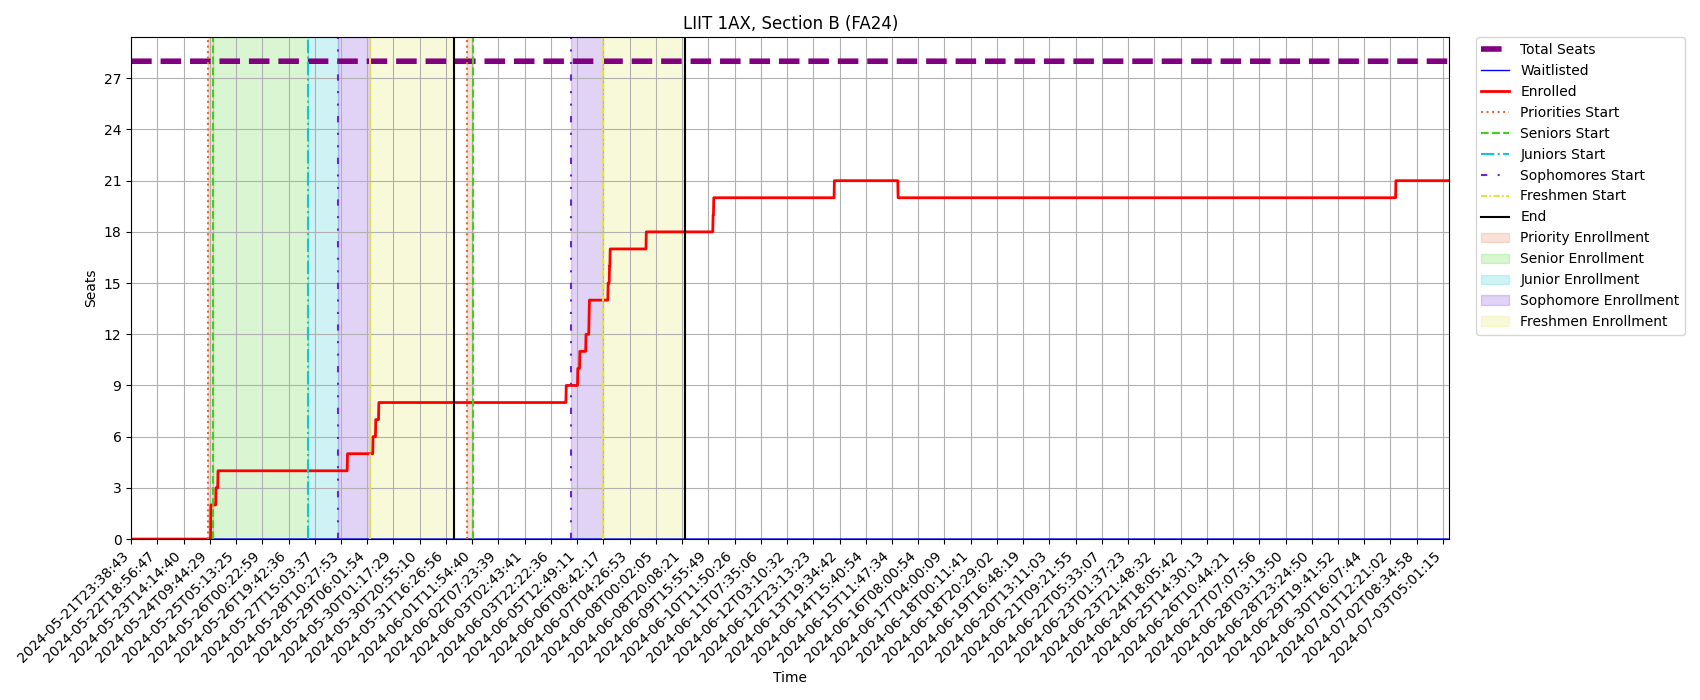 LIIT 1AX, Section B (FA24)
Seats
27
24
21
18
15
12
9
6
3
0
2024-05-21T23:38:43
2024-05-22T18:56:47
2024-05-23T14:14:40
2024-05-24T09:44:29
2024-05-25T05:13:25
2024-05-26T00:22:59
2024-05-26T19:42:36
2024-05-27T15:03:37
2024-05-28T10:27:53
2024-05-29T06:01:54
2024-05-30T01:17:29
2024-05-30T20:55:10
2024-05-31T16:26:56
2024-06-01T11:54:40
2024-06-02T07:23:39
2024-06-03T02:43:41
2024-06-03T22:22:36
2024-06-05T12:49:11
2024-06-06T08:42:17
2024-06-07T04:26:53
2024-06-08T00:02:05
2024-06-08T20:08:21
2024-06-09T15:55:49
2024-06-10T11:50:26
2024-06-11T07:35:06
2024-06-12T03:10:32
2024-06-12T23:13:23
2024-06-13T19:34:42
2024-06-14T15:40:54
2024-06-15T11:47:34
2024-06-16T08:00:54
2024-06-17T04:00:09
2024-06-18T00:11:41
2024-06-18T20:29:02
2024-06-19T16:48:19
2024-06-20T13:11:03
2024-06-21T09:21:55
2024-06-22T05:33:07
2024-06-23T01:37:23
2024-06-23T21:48:32
2024-06-24T18:05:42
2024-06-25T14:30:13
2024-06-26T10:44:21
2024-06-27T07:07:56
2024-06-28T03:13:50
2024-06-28T23:24:50
2024-06-29T19:41:52
2024-06-30T16:07:44
2024-07-01T12:21:02
2024-07-02T08:34:58
2024-07-03T05:01:15
Time
Total Seats
Waitlisted
Enrolled
Priorities Start
Seniors Start
Juniors Start
Sophomores Start
Freshmen Start
End
Priority Enrollment
Senior Enrollment
Junior Enrollment
Sophomore Enrollment
Freshmen Enrollment